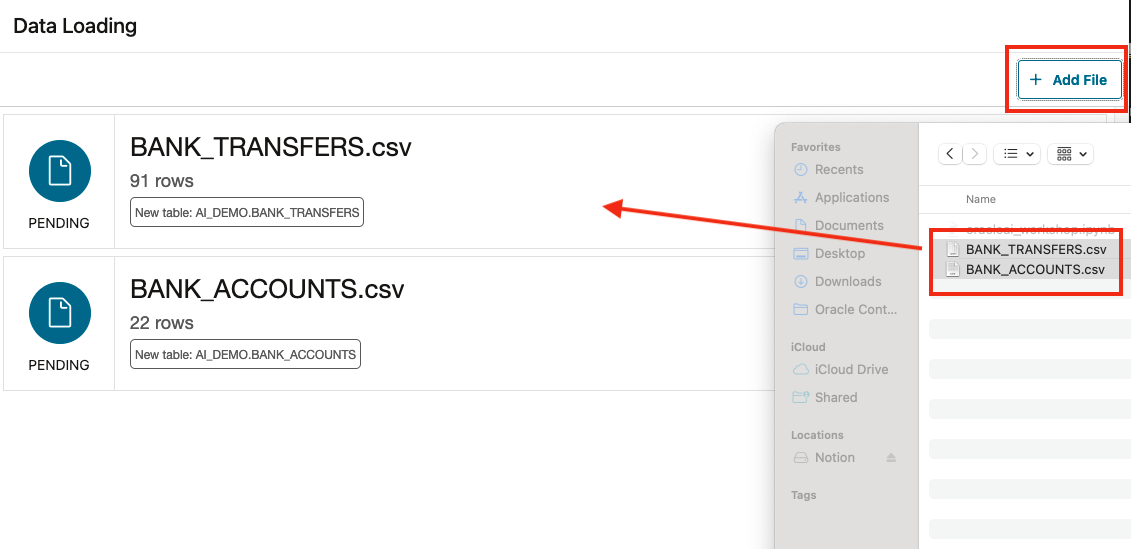 Data Loading
+ Add File
BANK_TRANSFERS.csv
91 rows
New table: AI_DEMO.BANK_TRANSFERS
PENDING
BANK_ACCOUNTS.csv
22 rows
New table: AI_DEMO.BANK_ACCOUNTS
PENDING
Favorites
Recents
Applications
Documents
Desktop
Downloads
Oracle Cont...
iCloud
iCloud Drive
Shared
Locations
Notion
Tags
Name
oracleai_workshop.ipynb
BANK_TRANSFERS.csv
BANK_ACCOUNTS.csv